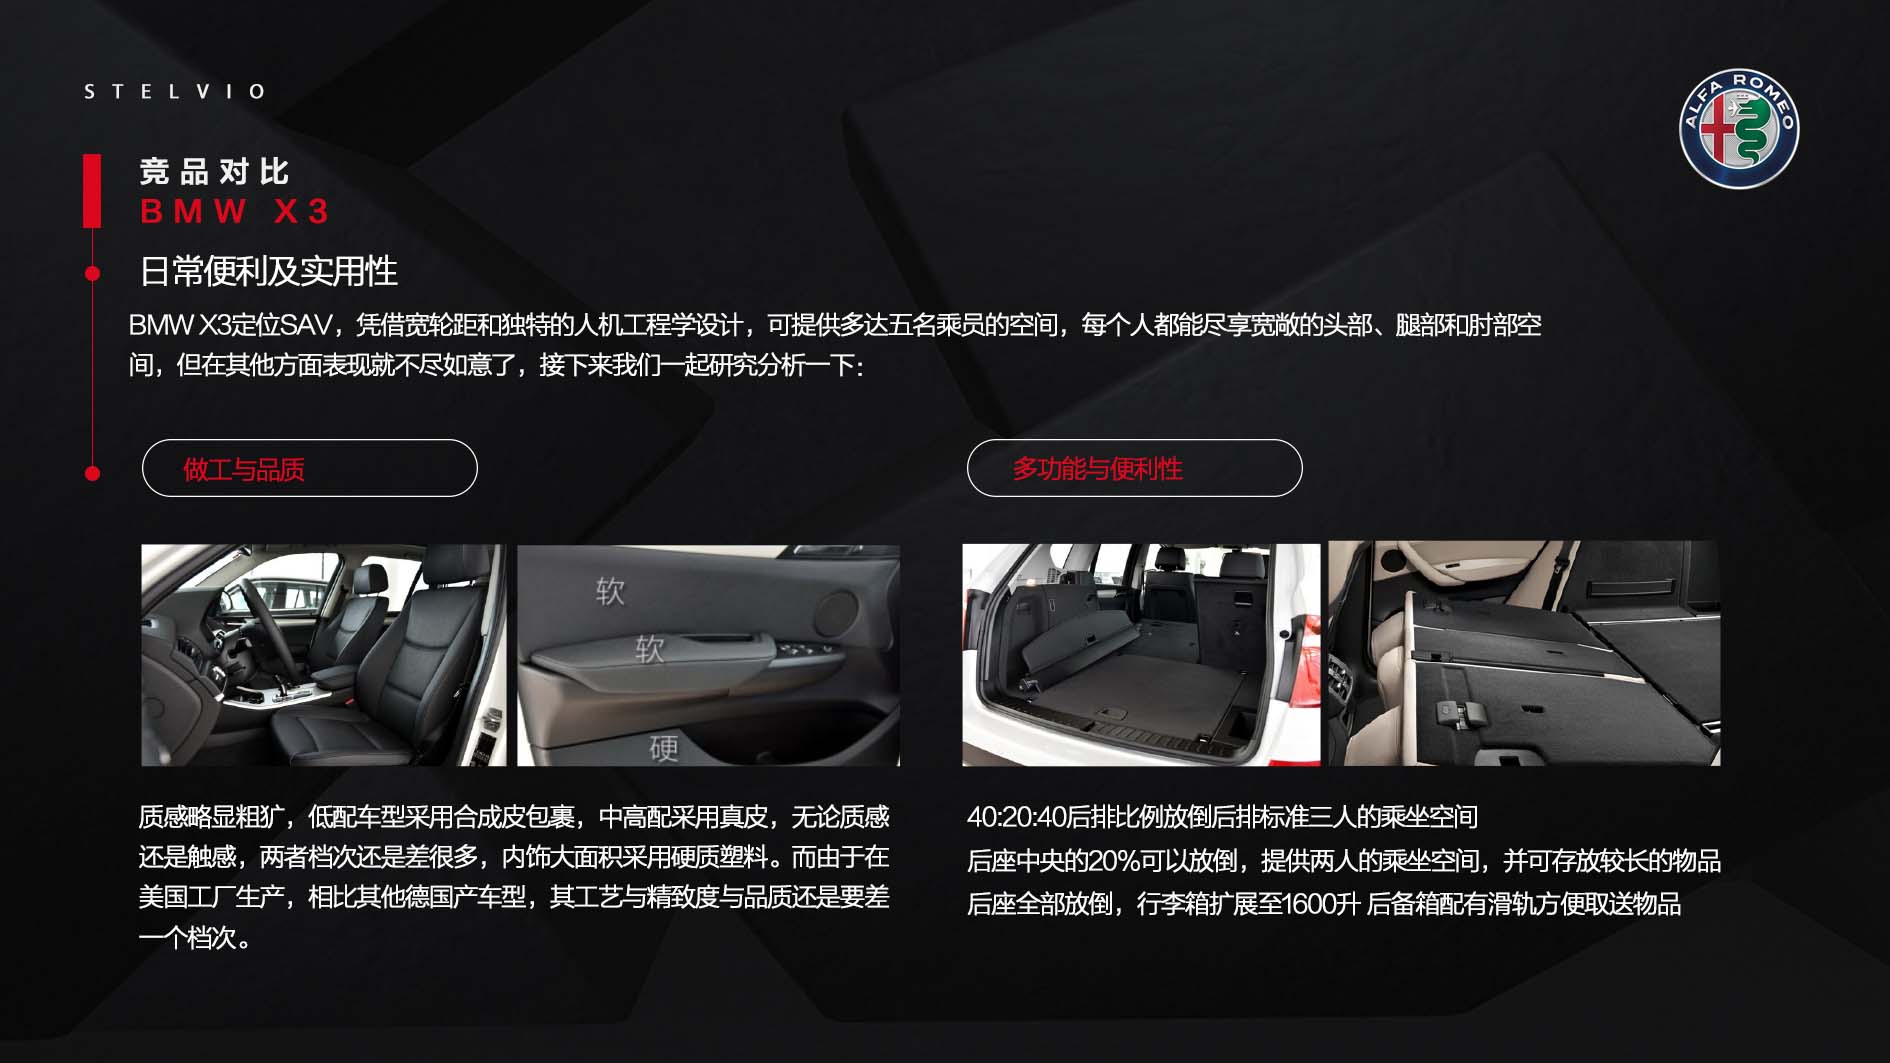 STELVIO
ALFA ROMEO
竞品对比
BMW X3
日常便利及实用性
BMW X3定位SAV，凭借宽轮距和独特的人机工程学设计，可提供多达五名乘员的空间，每个人都能尽享宽敞的头部、腿部和肘部空
间，但在其他方面表现就不尽如意了，接下来我们一起研究分析一下：
做工与品质
多功能与便利性
软
软
硬
质感略显粗犷，低配车型采用合成皮包裹，中高配采用真皮，无论质感
还是触感，两者档次还是差很多，内饰大面积采用硬质塑料。而由于在
美国工厂生产，相比其他德国产车型，其工艺与精致度与品质还是要差
一个档次。
40:20:40后排比例放倒后排标准三人的乘坐空间
后座中央的20%可以放倒，提供两人的乘坐空间，并可存放较长的物品
后座全部放倒，行李箱扩展至1600升 后备箱配有滑轨方便取送物品